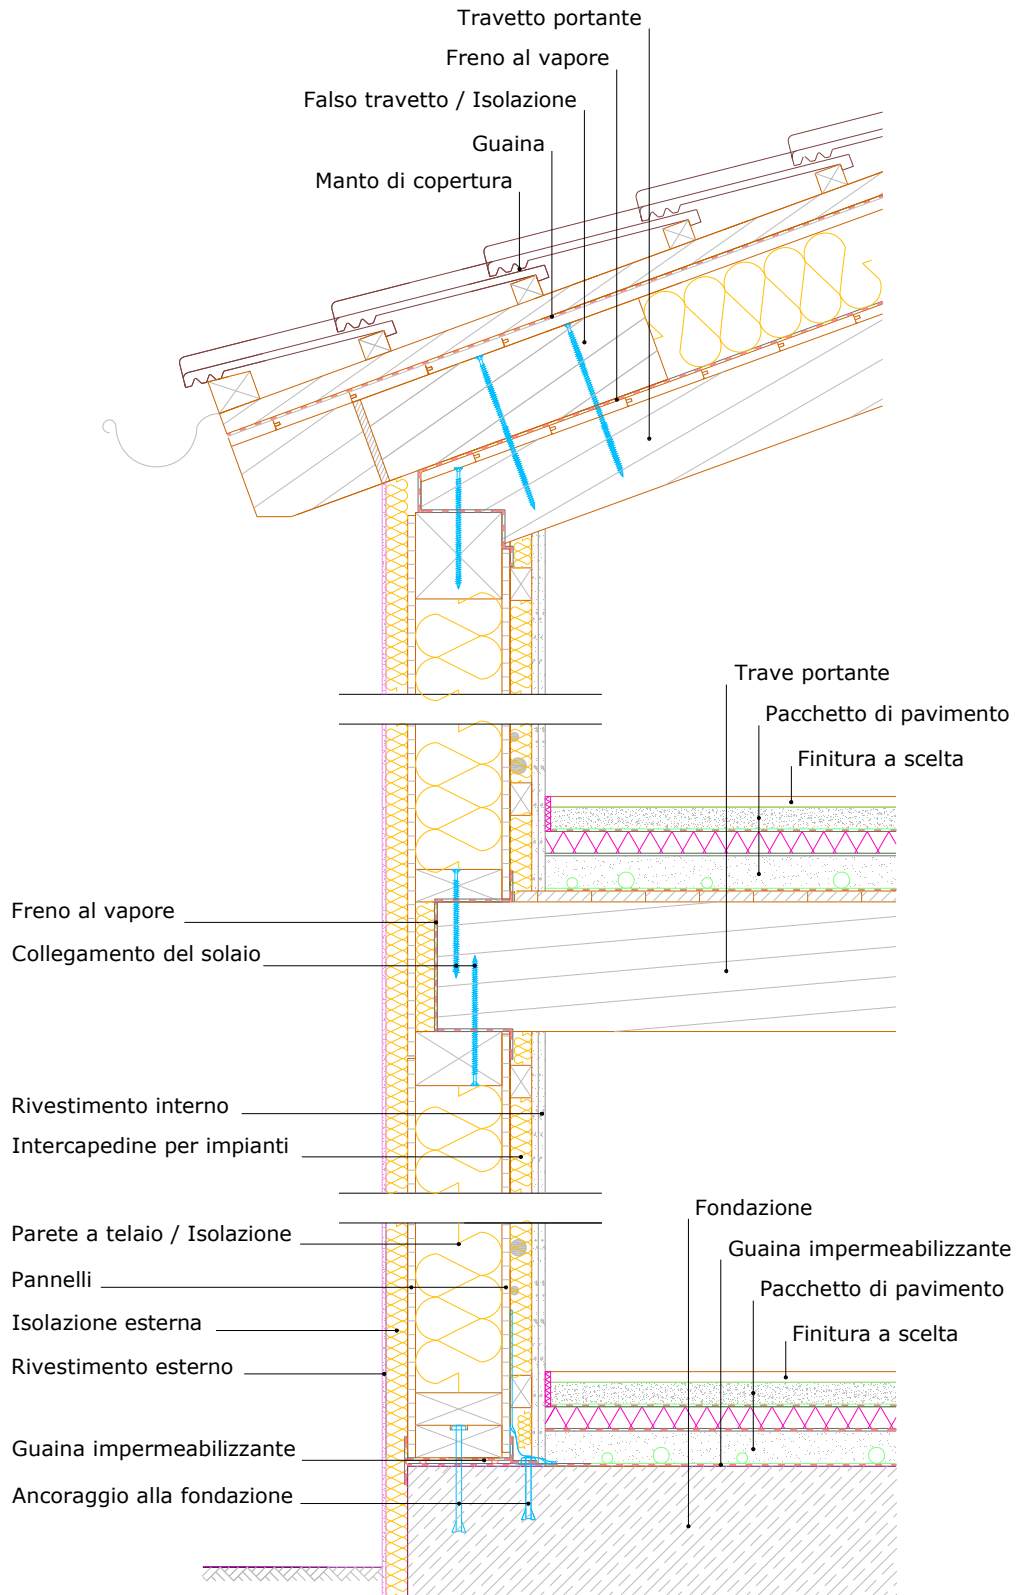 Travetto portante
Freno al vapore
Falso travetto / Isolazione
Guaina
Manto di copertura
Trave portante
Pacchetto di pavimento
Finitura a scelta
Freno al vapore
Collegamento del solaio
Rivestimento interno
Intercapedine per impianti
Fondazione
Parete a telaio / Isolazione
Guaina impermeabilizzante
Pannelli
Pacchetto di pavimento
Isolazione esterna
Finitura a scelta
Rivestimento esterno
Guaina impermeabilizzante
Ancoraggio alla fondazione